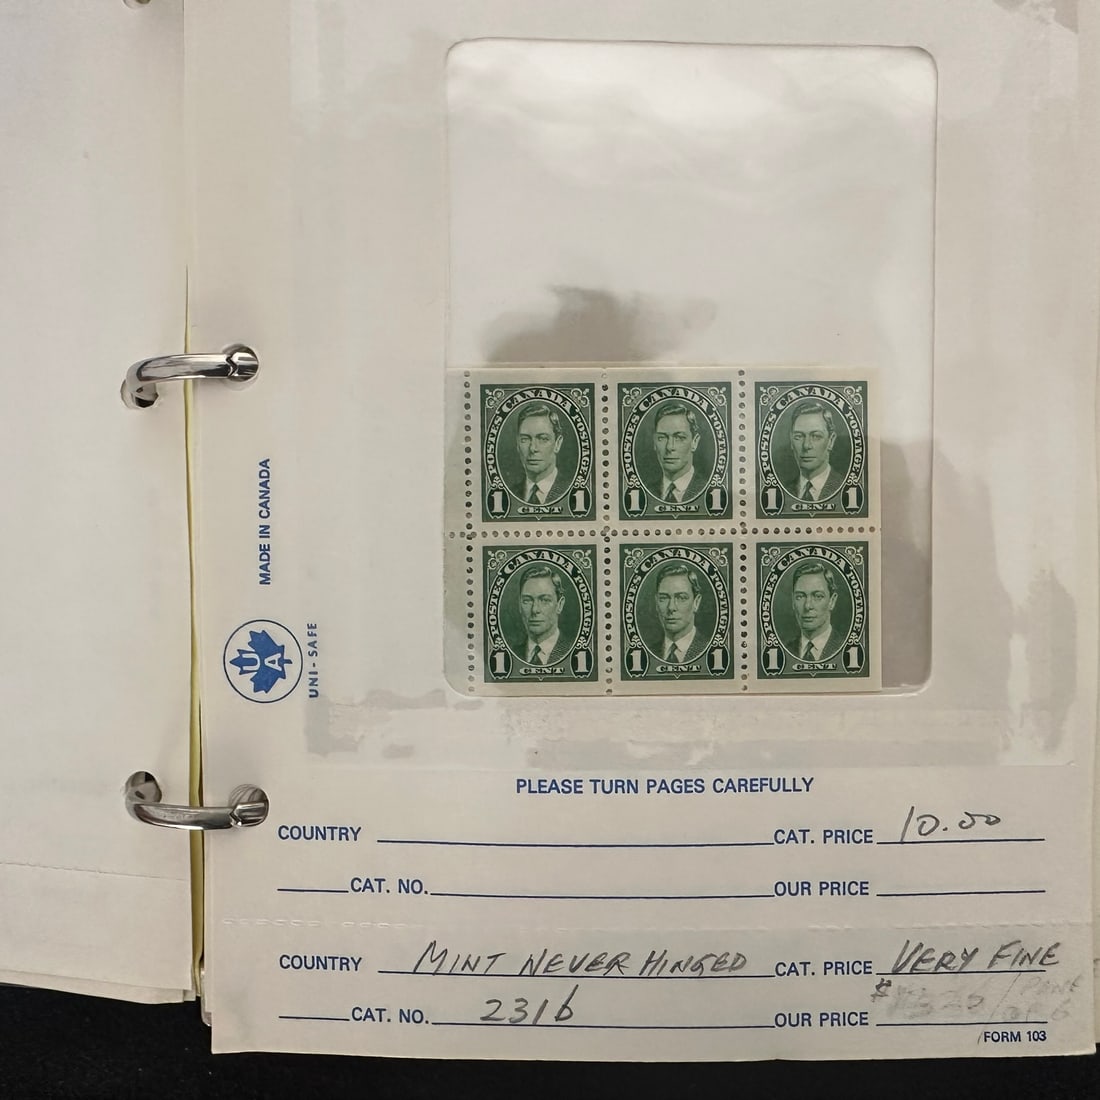 POSTES CANADA POSTAGE
1 CENT 1
POSTES CANADA POSTAGE
1 CENT 1
POSTES CANADA POSTAGE
1 CENT 1
POSTES CANADA POSTAGE
1 CENT 1
POSTES CANADA POSTAGE
1 CENT 1
POSTES CANADA POSTAGE
1 CENT 1
MADE IN CANADA
UA
UNI-SAFE
PLEASE TURN PAGES CAREFULLY
COUNTRY CAT. PRICE 10.00
CAT. NO. OUR PRICE
COUNTRY MINT NEVER HINGED CAT. PRICE VERY FINE
CAT. NO. 231b OUR PRICE
FORM 103